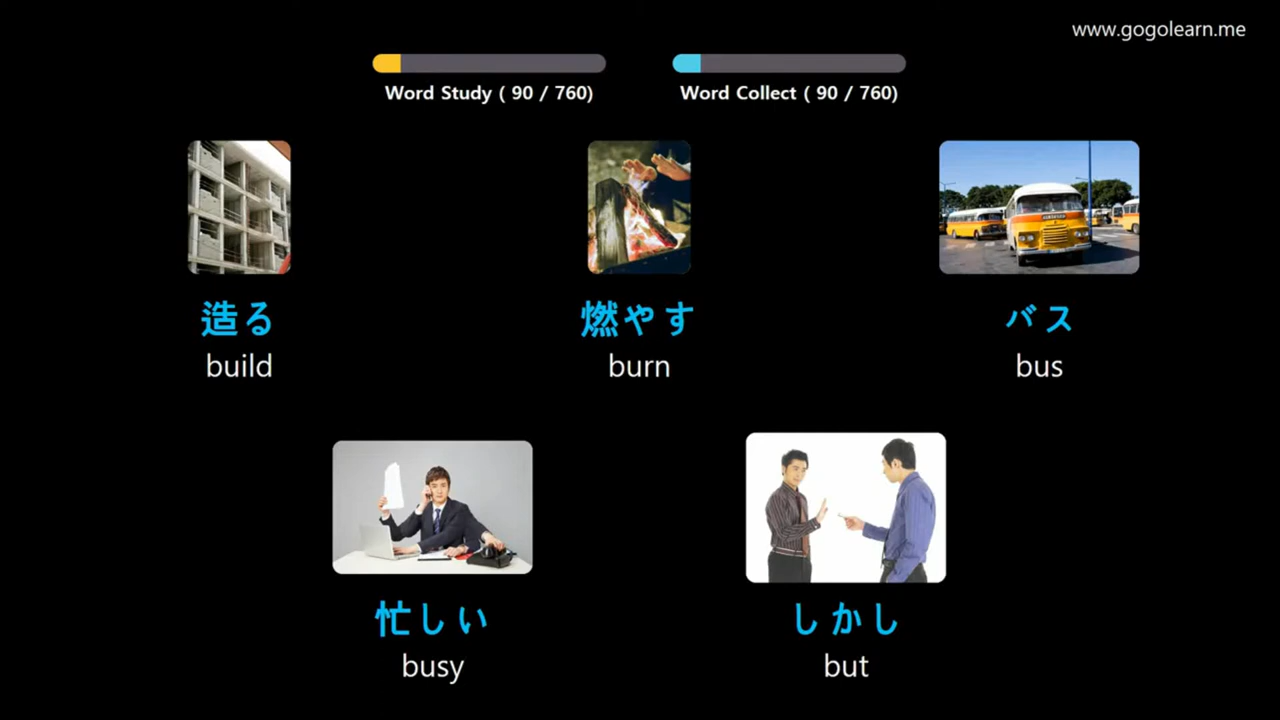 www.gogolearn.me
Word Study ( 90 / 760)
Word Collect ( 90 / 760)
造る
build
燃やす
burn
バス
bus
忙しい
busy
しかし
but